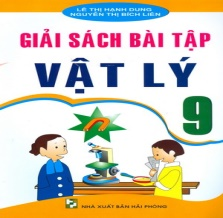 LÊ THỊ HẠNH DUNG
NGUYỄN THỊ BÍCH LIÊN
GIẢI SÁCH BÀI TẬP
VẬT LÝ
9
NHÀ XUẤT BẢN HẢI PHÒNG